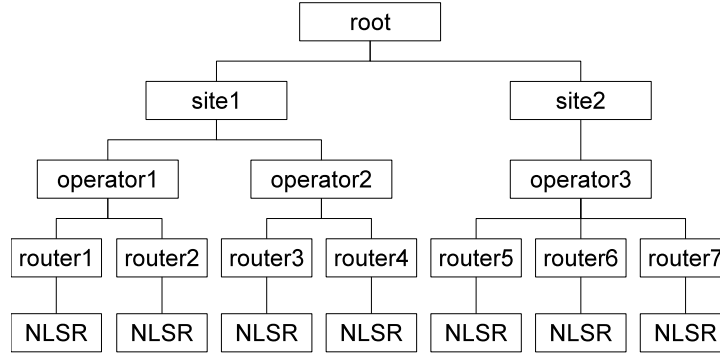 root
site1 site2
operator1 operator2 operator3
router1 router2 router3 router4 router5 router6 router7
NLSR NLSR NLSR NLSR NLSR NLSR NLSR